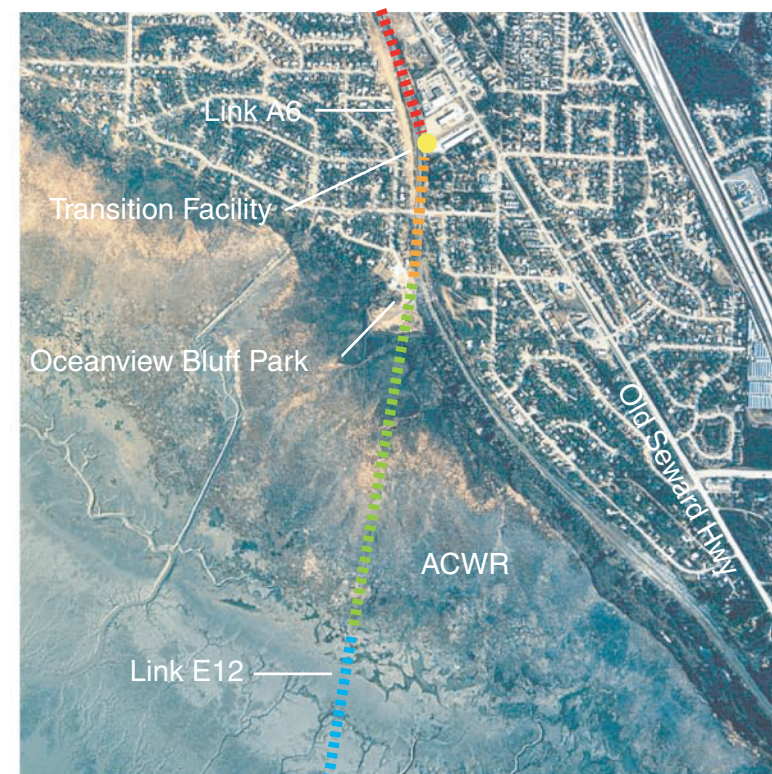 Link A6
Transition Facility
Oceanview Bluff Park
Old Seward Hwy
ACWR
Link E12